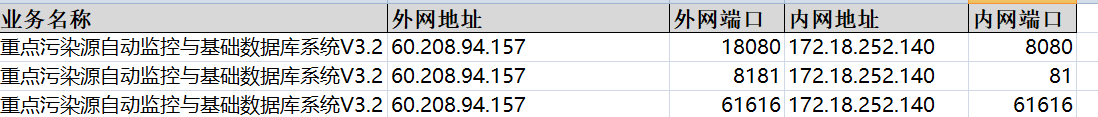 业务名称 外网地址 外网端口 内网地址 内网端口
重点污染源自动监控与基础数据库系统V3.2 60.208.94.157 18080 172.18.252.140 8080
重点污染源自动监控与基础数据库系统V3.2 60.208.94.157 8181 172.18.252.140 81
重点污染源自动监控与基础数据库系统V3.2 60.208.94.157 61616 172.18.252.140 61616